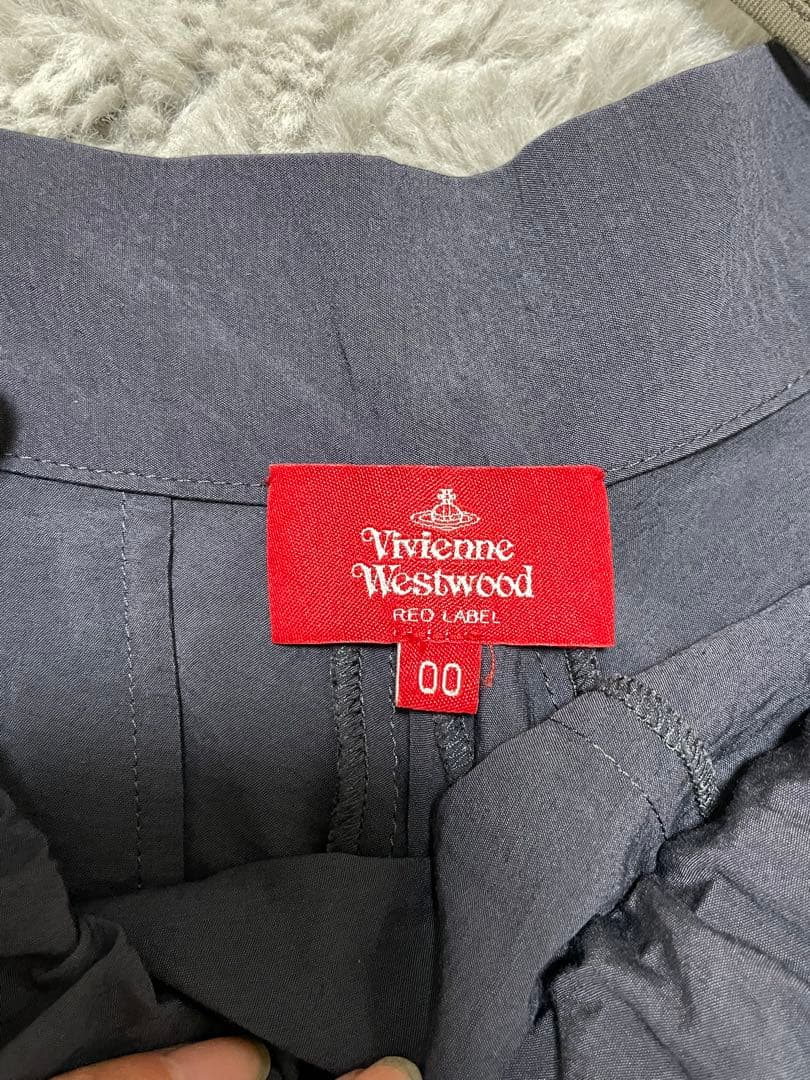 Vivienne
Westwood
RED LABEL
00